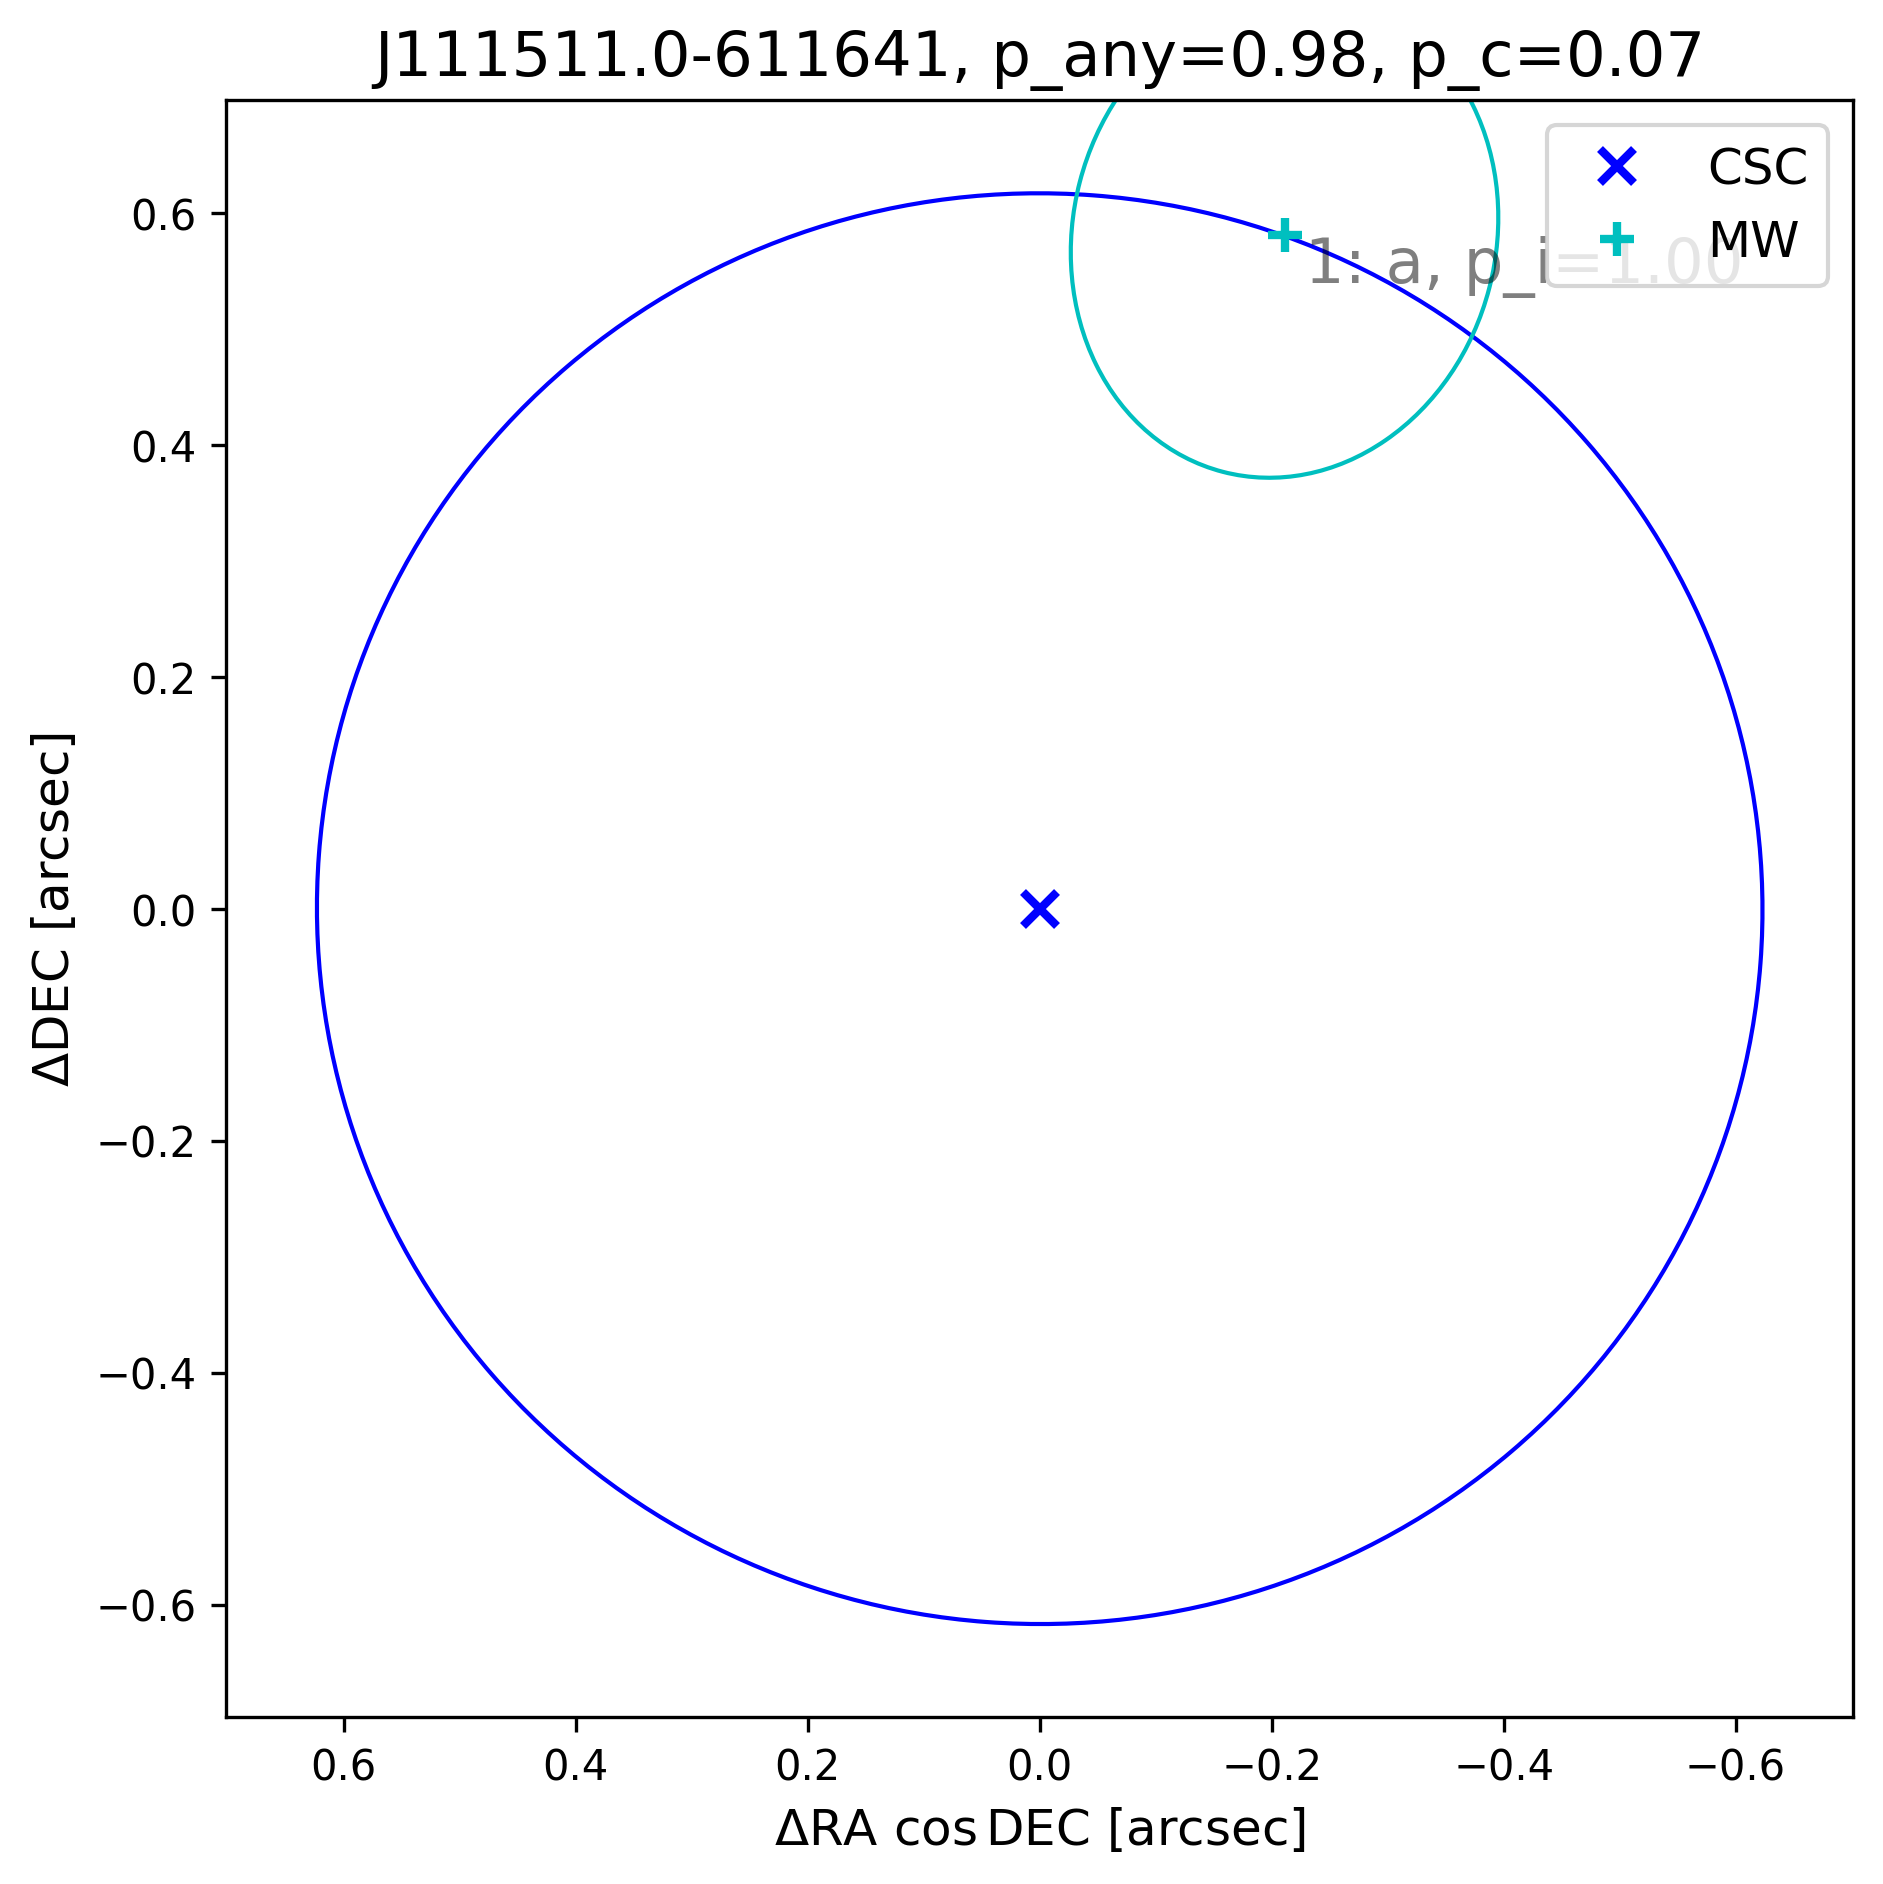 J111511.0-611641, p_any=0.98, p_c=0.07
CSC
MW
1: a, p_i=1.00
0.6
0.4
0.2
0.0
−0.2
−0.4
−0.6
ΔDEC [arcsec]
0.6 0.4 0.2 0.0 −0.2 −0.4 −0.6
ΔRA cos DEC [arcsec]